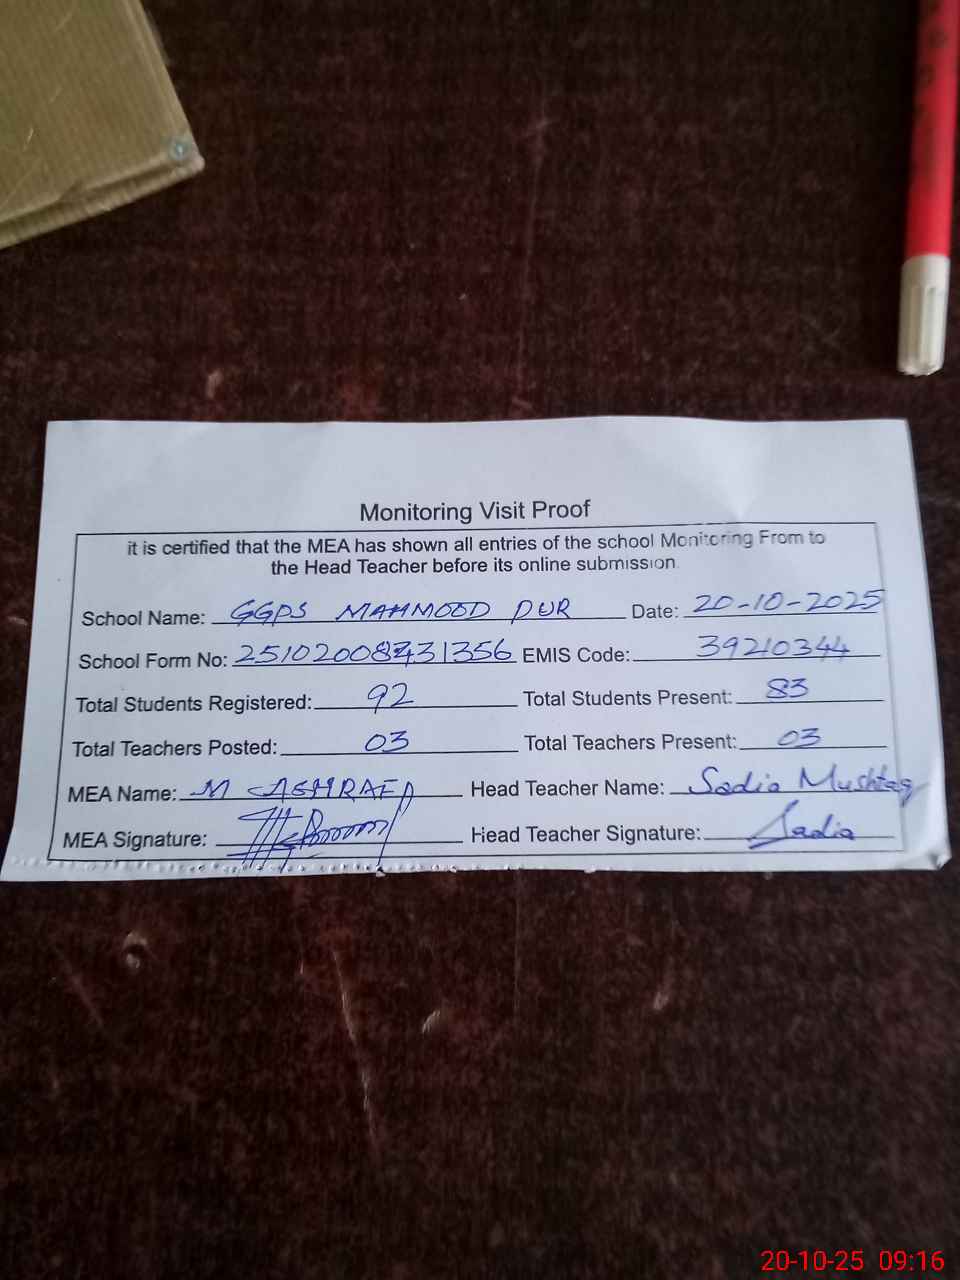 Monitoring Visit Proof
it is certified that the MEA has shown all entries of the school Monitoring From to
the Head Teacher before its online submission.
School Name: GGPS MAHMOOD PUR Date: 20-10-2025
School Form No: 25102008431356 EMIS Code: 39210344
Total Students Registered: 92 Total Students Present: 83
Total Teachers Posted: 03 Total Teachers Present: 03
MEA Name: M ASHRAF Head Teacher Name: Sadia Mushtaq
MEA Signature: Head Teacher Signature: Sadia
20-10-25 09:16